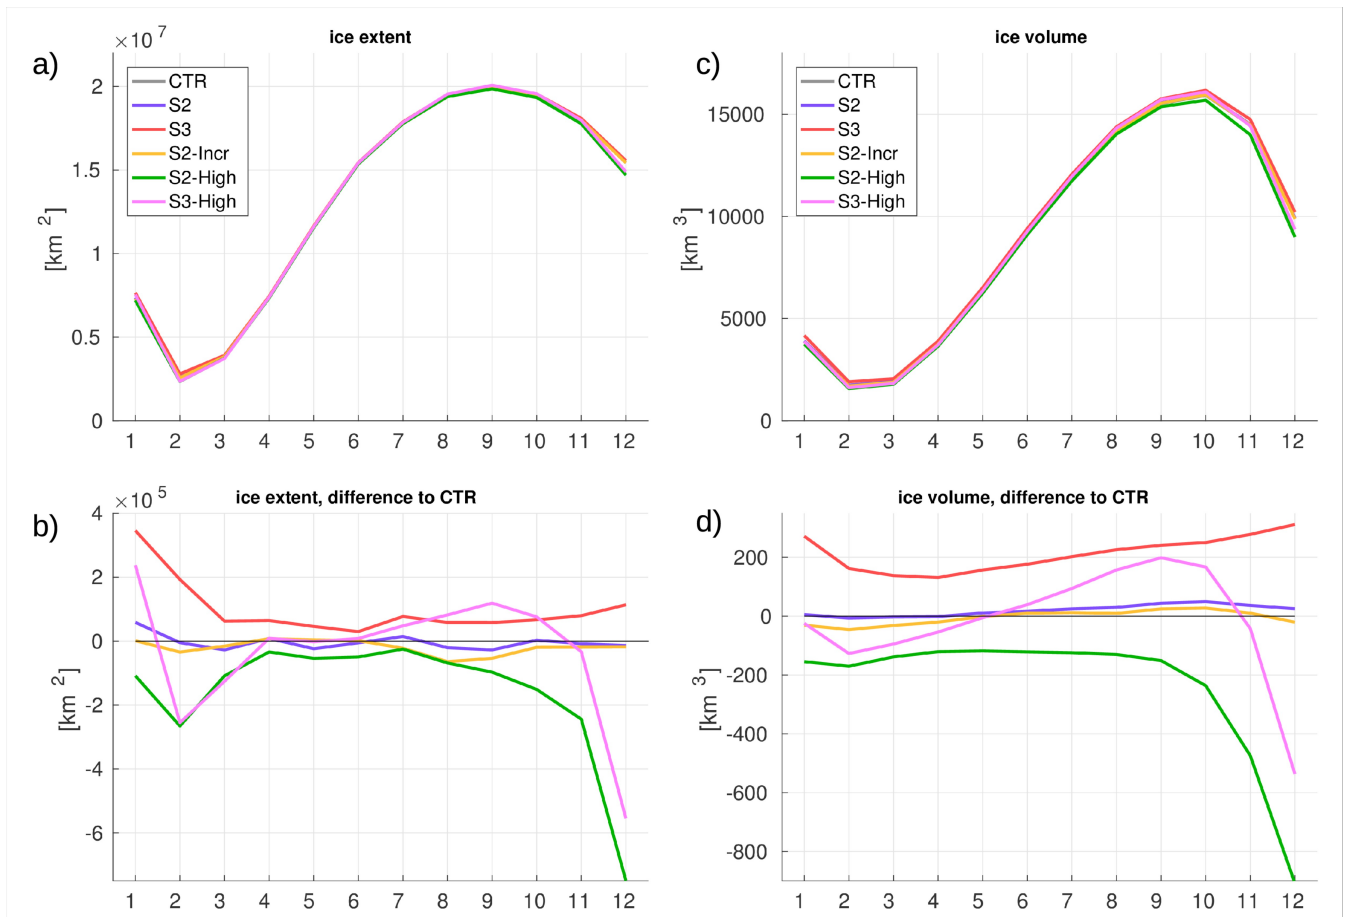 a)
×10 7
ice extent
CTR
S2
S3
S2-Incr
S2-High
S3-High
2
1.5
1
0.5
0
[km 2]
1 2 3 4 5 6 7 8 9 10 11 12
c)
ice volume
CTR
S2
S3
S2-Incr
S2-High
S3-High
15000
10000
5000
0
[km 3]
1 2 3 4 5 6 7 8 9 10 11 12
b)
×10 5
ice extent, difference to CTR
4
2
0
-2
-4
-6
[km 2]
1 2 3 4 5 6 7 8 9 10 11 12
d)
ice volume, difference to CTR
200
0
-200
-400
-600
-800
[km 3]
1 2 3 4 5 6 7 8 9 10 11 12